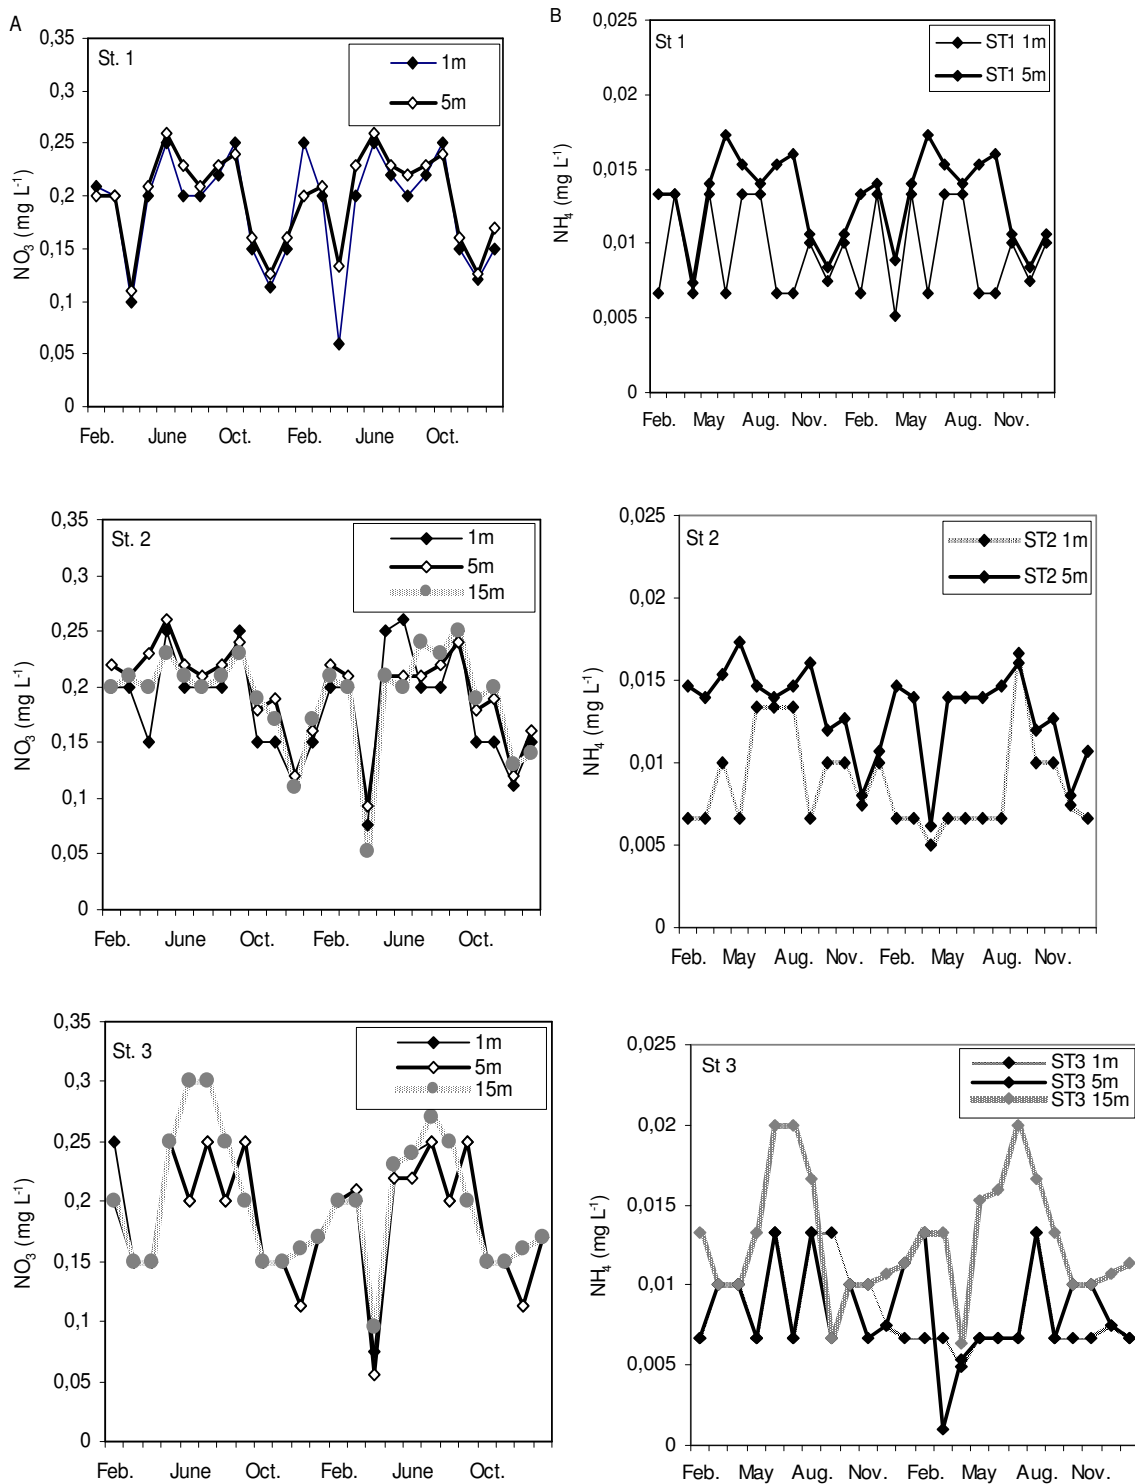 A
0,35
0,3
0,25
0,2
0,15
0,1
0,05
0
NO3 (mg L-1)
St. 1
1m
5m
Feb. June Oct. Feb. June Oct.
B
0,025
0,02
0,015
0,01
0,005
0
NH4 (mg L-1)
St 1
ST1 1m
ST1 5m
Feb. May Aug. Nov. Feb. May Aug. Nov.
0,35
0,3
0,25
0,2
0,15
0,1
0,05
0
NO3 (mg L-1)
St. 2
1m
5m
15m
Feb. June Oct. Feb. June Oct.
0,025
0,02
0,015
0,01
0,005
0
NH4 (mg L-1)
St 2
ST2 1m
ST2 5m
Feb. May Aug. Nov. Feb. May Aug. Nov.
0,35
0,3
0,25
0,2
0,15
0,1
0,05
0
NO3 (mg L-1)
St. 3
1m
5m
15m
Feb. June Oct. Feb. June Oct.
0,025
0,02
0,015
0,01
0,005
0
NH4 (mg L-1)
St 3
ST3 1m
ST3 5m
ST3 15m
Feb. May Aug. Nov. Feb. May Aug. Nov.